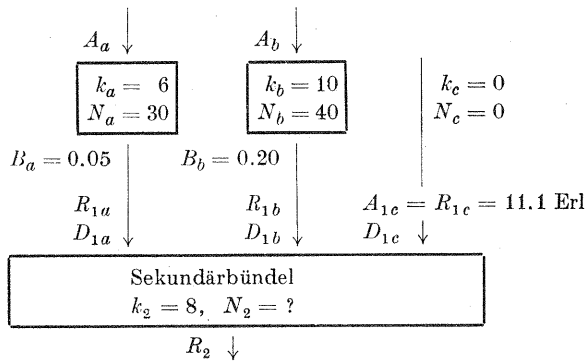 A_a A_b
k_a = 6 k_b = 10 k_c = 0
N_a = 30 N_b = 40 N_c = 0
B_a = 0.05 B_b = 0.20
R_1a R_1b A_1c = R_1c = 11.1 Erl
D_1a D_1b D_1c
Sekundärbündel
k_2 = 8, N_2 = ?
R_2